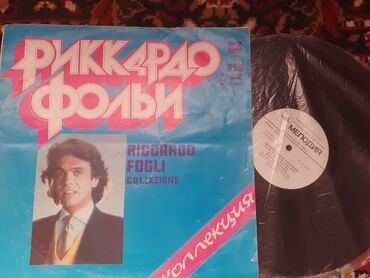 РИККАРДО
ФОЛЬИ
RICCARDO
FOGLI
COLLEZIONE
КОЛЛЕКЦИЯ
МЕЛОДИЯ